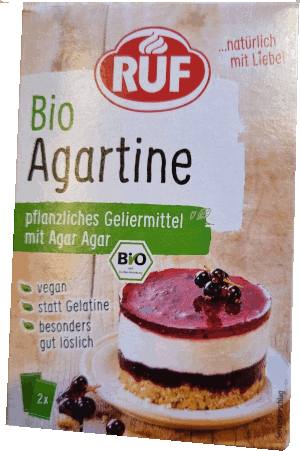 RUF
...natürlich
mit Liebe!
Bio
Agartine
pflanzliches Geliermittel
mit Agar Agar
BIO
vegan
statt Gelatine
besonders
gut löslich
2x